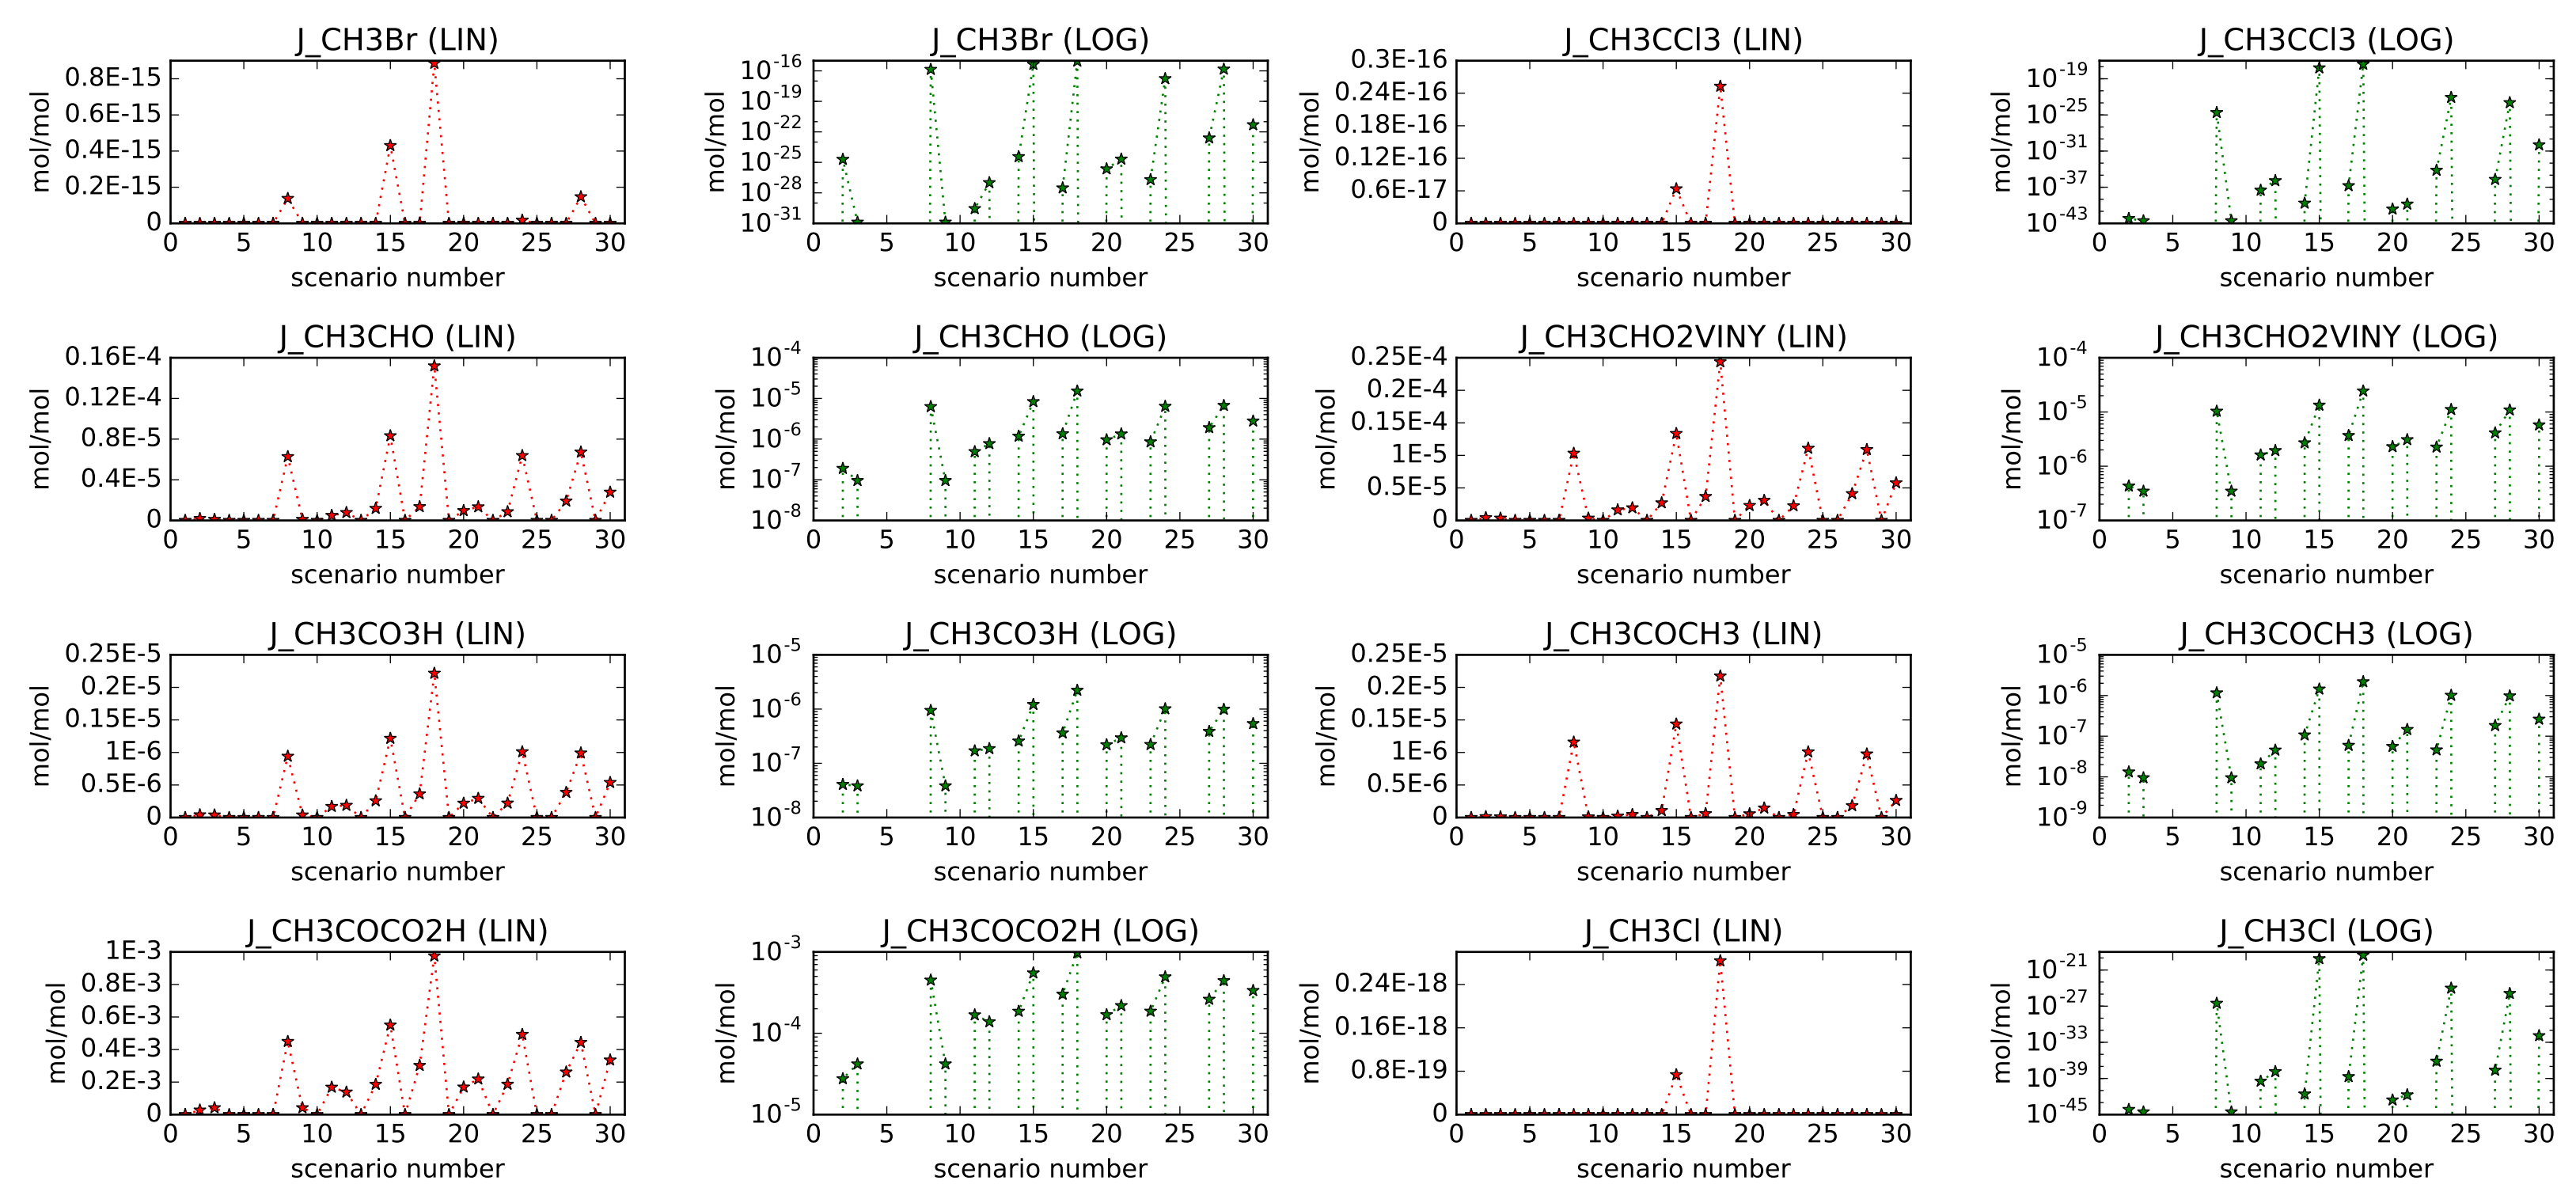 J_CH3Br (LIN)
mol/mol
0.8E-15
0.6E-15
0.4E-15
0.2E-15
0
0 5 10 15 20 25 30
scenario number
J_CH3Br (LOG)
mol/mol
10^-16
10^-19
10^-22
10^-25
10^-28
10^-31
0 5 10 15 20 25 30
scenario number
J_CH3CCl3 (LIN)
mol/mol
0.3E-16
0.24E-16
0.18E-16
0.12E-16
0.6E-17
0
0 5 10 15 20 25 30
scenario number
J_CH3CCl3 (LOG)
mol/mol
10^-19
10^-25
10^-31
10^-37
10^-43
0 5 10 15 20 25 30
scenario number
J_CH3CHO (LIN)
mol/mol
0.16E-4
0.12E-4
0.8E-5
0.4E-5
0
0 5 10 15 20 25 30
scenario number
J_CH3CHO (LOG)
mol/mol
10^-4
10^-5
10^-6
10^-7
10^-8
0 5 10 15 20 25 30
scenario number
J_CH3CHO2VINY (LIN)
mol/mol
0.25E-4
0.2E-4
0.15E-4
1E-5
0.5E-5
0
0 5 10 15 20 25 30
scenario number
J_CH3CHO2VINY (LOG)
mol/mol
10^-4
10^-5
10^-6
10^-7
0 5 10 15 20 25 30
scenario number
J_CH3CO3H (LIN)
mol/mol
0.25E-5
0.2E-5
0.15E-5
1E-6
0.5E-6
0
0 5 10 15 20 25 30
scenario number
J_CH3CO3H (LOG)
mol/mol
10^-5
10^-6
10^-7
10^-8
0 5 10 15 20 25 30
scenario number
J_CH3COCH3 (LIN)
mol/mol
0.25E-5
0.2E-5
0.15E-5
1E-6
0.5E-6
0
0 5 10 15 20 25 30
scenario number
J_CH3COCH3 (LOG)
mol/mol
10^-5
10^-6
10^-7
10^-8
10^-9
0 5 10 15 20 25 30
scenario number
J_CH3COCO2H (LIN)
mol/mol
1E-3
0.8E-3
0.6E-3
0.4E-3
0.2E-3
0
0 5 10 15 20 25 30
scenario number
J_CH3COCO2H (LOG)
mol/mol
10^-3
10^-4
10^-5
0 5 10 15 20 25 30
scenario number
J_CH3Cl (LIN)
mol/mol
0.24E-18
0.16E-18
0.8E-19
0
0 5 10 15 20 25 30
scenario number
J_CH3Cl (LOG)
mol/mol
10^-21
10^-27
10^-33
10^-39
10^-45
0 5 10 15 20 25 30
scenario number